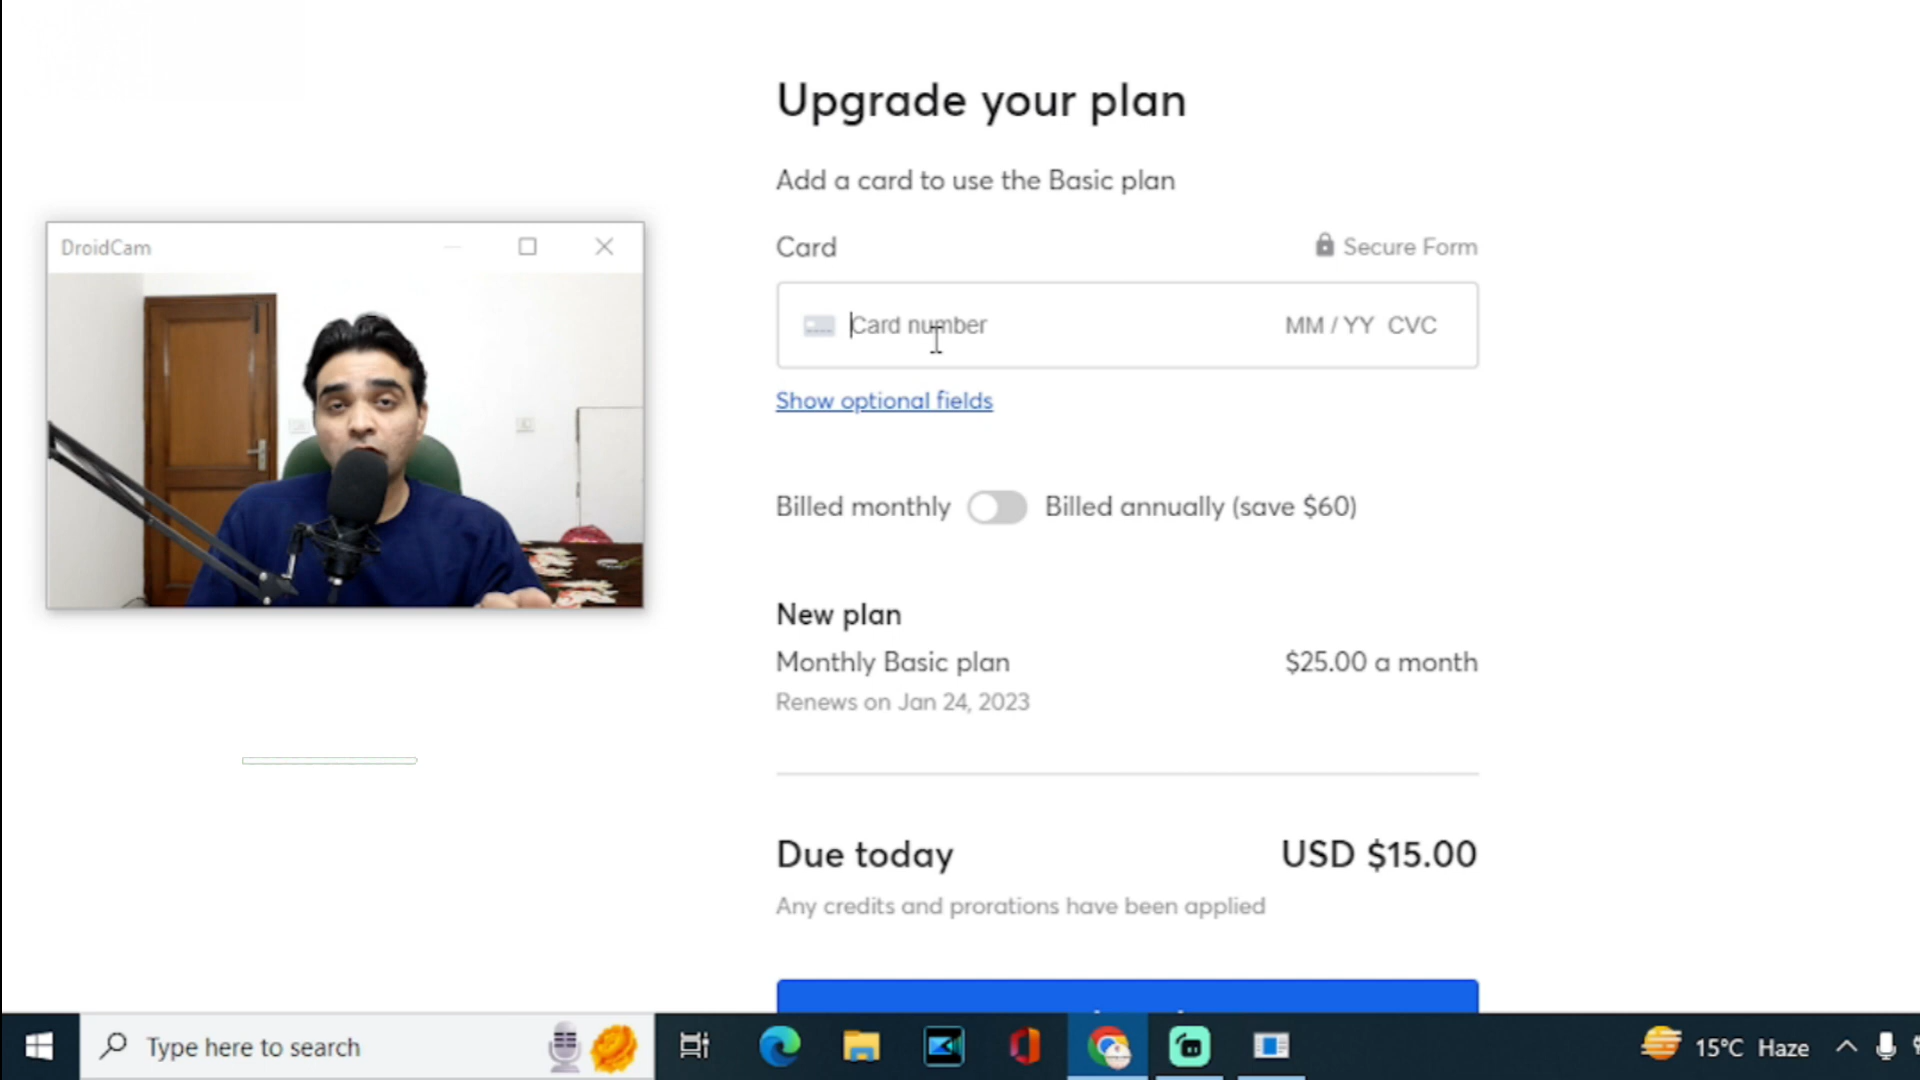 Upgrade your plan
Add a card to use the Basic plan
Card
Secure Form
Card number
MM / YY CVC
Show optional fields
Billed monthly
Billed annually (save $60)
New plan
Monthly Basic plan
$25.00 a month
Renews on Jan 24, 2023
Due today
USD $15.00
Any credits and prorations have been applied
DroidCam
Type here to search
15°C Haze